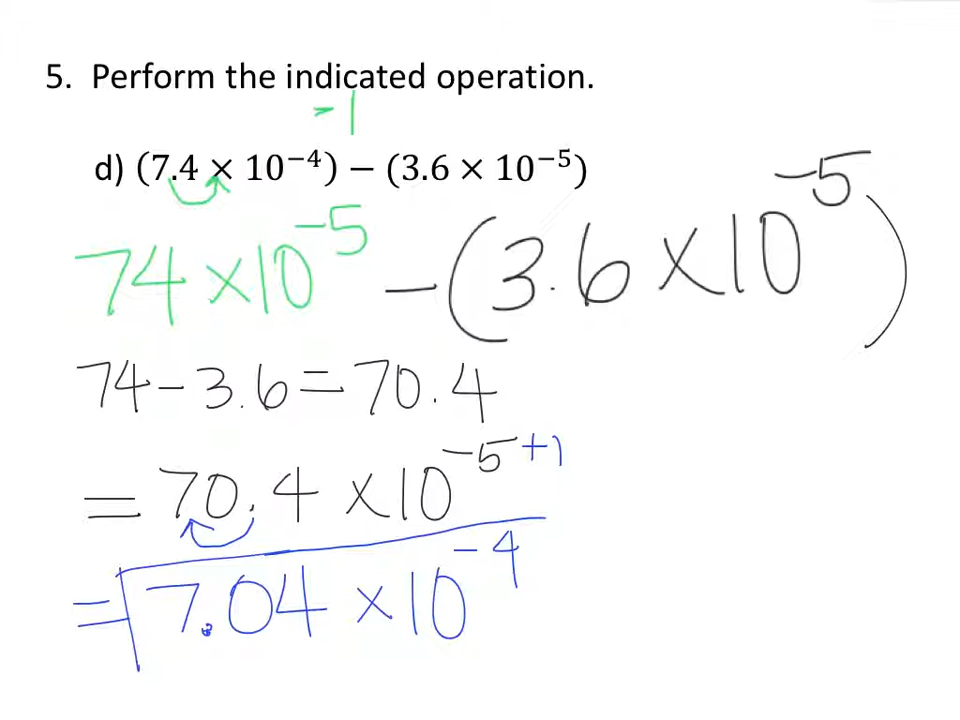 5. Perform the indicated operation.
-1
d) (7.4 × 10⁻⁴) − (3.6 × 10⁻⁵)
74 × 10⁻⁵ − (3.6 × 10⁻⁵)
74 − 3.6 = 70.4
= 70.4 × 10⁻⁵⁺¹
= 7.04 × 10⁻⁴